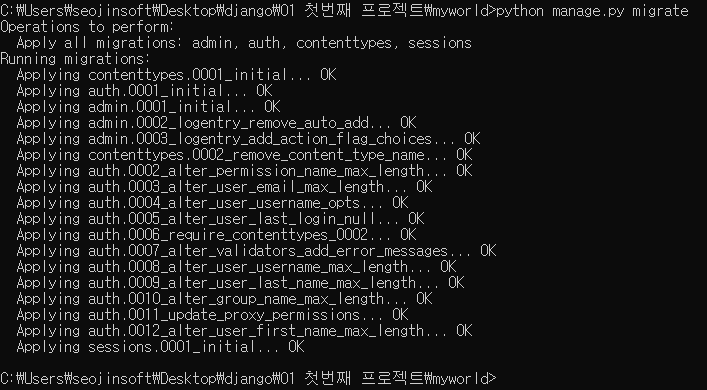 C:₩Users₩seojinsoft₩Desktop₩django₩01 첫번째 프로젝트₩myworld>python manage.py migrate
Operations to perform:
  Apply all migrations: admin, auth, contenttypes, sessions
Running migrations:
  Applying contenttypes.0001_initial... OK
  Applying auth.0001_initial... OK
  Applying admin.0001_initial... OK
  Applying admin.0002_logentry_remove_auto_add... OK
  Applying admin.0003_logentry_add_action_flag_choices... OK
  Applying contenttypes.0002_remove_content_type_name... OK
  Applying auth.0002_alter_permission_name_max_length... OK
  Applying auth.0003_alter_user_email_max_length... OK
  Applying auth.0004_alter_user_username_opts... OK
  Applying auth.0005_alter_user_last_login_null... OK
  Applying auth.0006_require_contenttypes_0002... OK
  Applying auth.0007_alter_validators_add_error_messages... OK
  Applying auth.0008_alter_user_username_max_length... OK
  Applying auth.0009_alter_user_last_name_max_length... OK
  Applying auth.0010_alter_group_name_max_length... OK
  Applying auth.0011_update_proxy_permissions... OK
  Applying auth.0012_alter_user_first_name_max_length... OK
  Applying sessions.0001_initial... OK
C:₩Users₩seojinsoft₩Desktop₩django₩01 첫번째 프로젝트₩myworld>